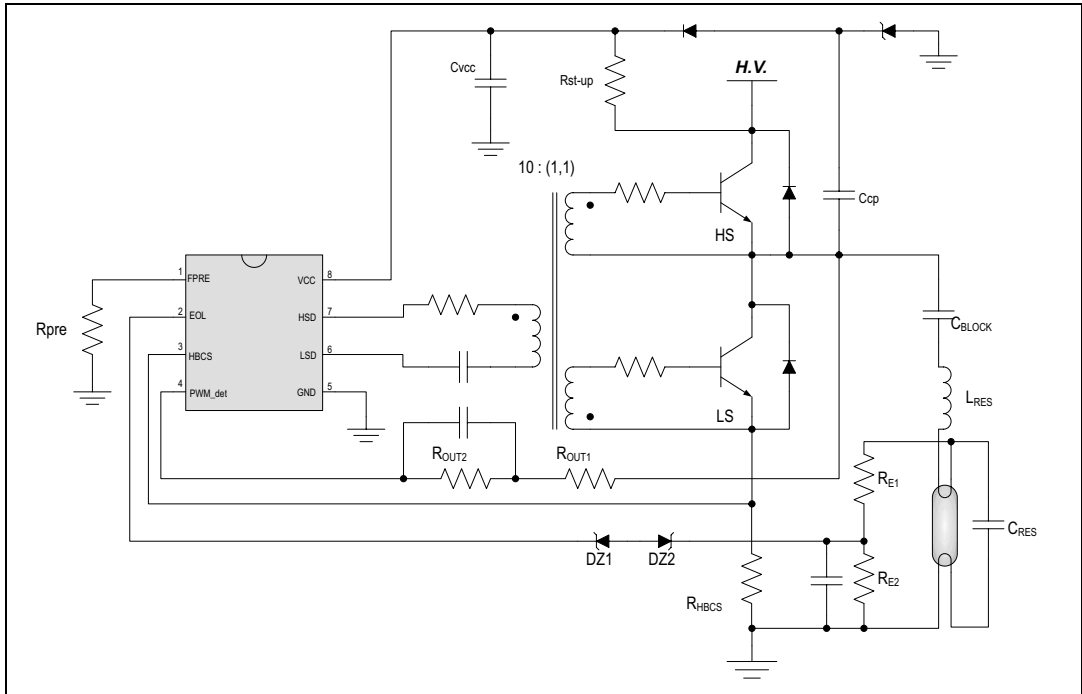 Cvcc
Rst-up
H.V.
10 : (1,1)
Ccp
HS
1 FPRE
VCC 8
2 EOL
HSD 7
Rpre
3 HBCS
LSD 6
4 PWM_det
GND 5
CBLOCK
LRES
LS
ROUT2
ROUT1
RE1
CRES
DZ1
DZ2
RE2
RHBCS